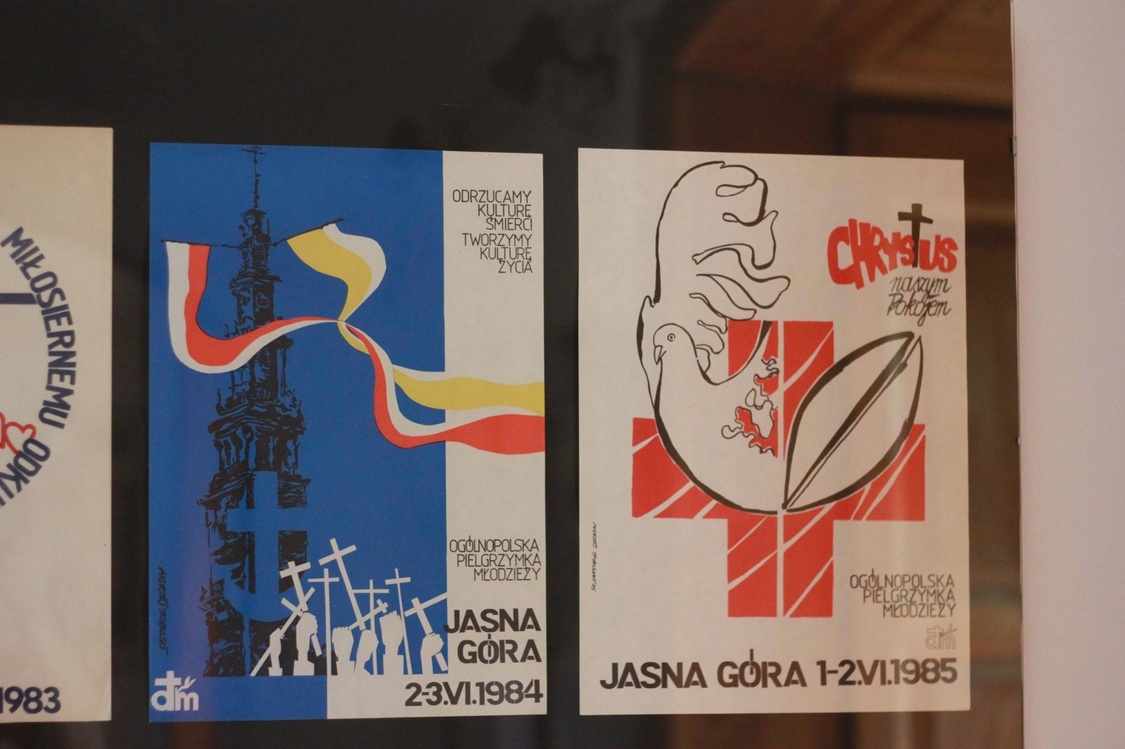 MIŁOSIERNEMU
1983
ODRZUCAMY
KULTURĘ
ŚMIERCI
TWORZYMY
KULTURĘ
ŻYCIA
OGÓLNOPOLSKA
PIELGRZYMKA
MŁODZIEŻY
JASNA
GÓRA
2-3.VI.1984
dm
CHRYSTUS
naszym
Pokojem
OGÓLNOPOLSKA
PIELGRZYMKA
MŁODZIEŻY
dm
JASNA GÓRA 1-2.VI.1985